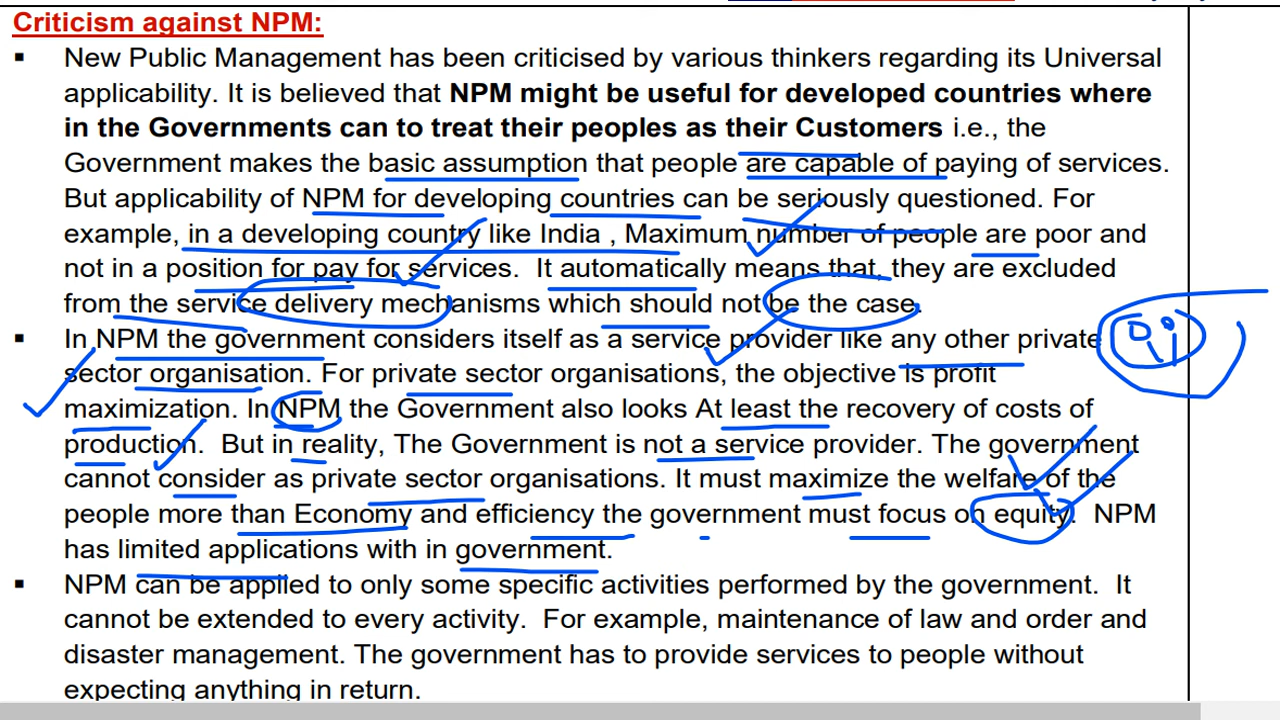 Criticism against NPM:
▪ New Public Management has been criticised by various thinkers regarding its Universal
applicability. It is believed that NPM might be useful for developed countries where
in the Governments can to treat their peoples as their Customers i.e., the
Government makes the basic assumption that people are capable of paying of services.
But applicability of NPM for developing countries can be seriously questioned. For
example, in a developing country like India , Maximum number of people are poor and
not in a position for pay for services. It automatically means that, they are excluded
from the service delivery mechanisms which should not be the case.
▪ In NPM the government considers itself as a service provider like any other private
sector organisation. For private sector organisations, the objective is profit
maximization. In NPM the Government also looks At least the recovery of costs of
production. But in reality, The Government is not a service provider. The government
cannot consider as private sector organisations. It must maximize the welfare of the
people more than Economy and efficiency the government must focus on equity. NPM
has limited applications with in government.
▪ NPM can be applied to only some specific activities performed by the government. It
cannot be extended to every activity. For example, maintenance of law and order and
disaster management. The government has to provide services to people without
expecting anything in return.